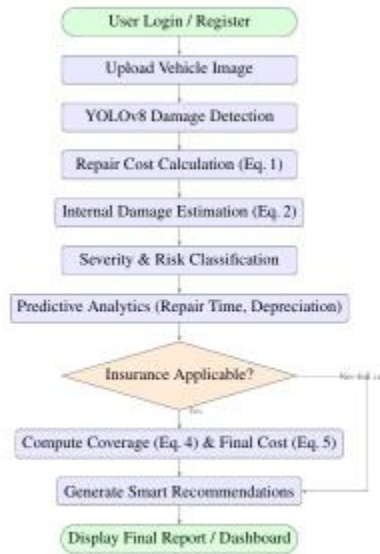 User Login / Register
Upload Vehicle Image
YOLOv8 Damage Detection
Repair Cost Calculation (Eq. 1)
Internal Damage Estimation (Eq. 2)
Severity & Risk Classification
Predictive Analytics (Repair Time, Depreciation)
Insurance Applicable?
Yes
Compute Coverage (Eq. 4) & Final Cost (Eq. 5)
Generate Smart Recommendations
Display Final Report / Dashboard